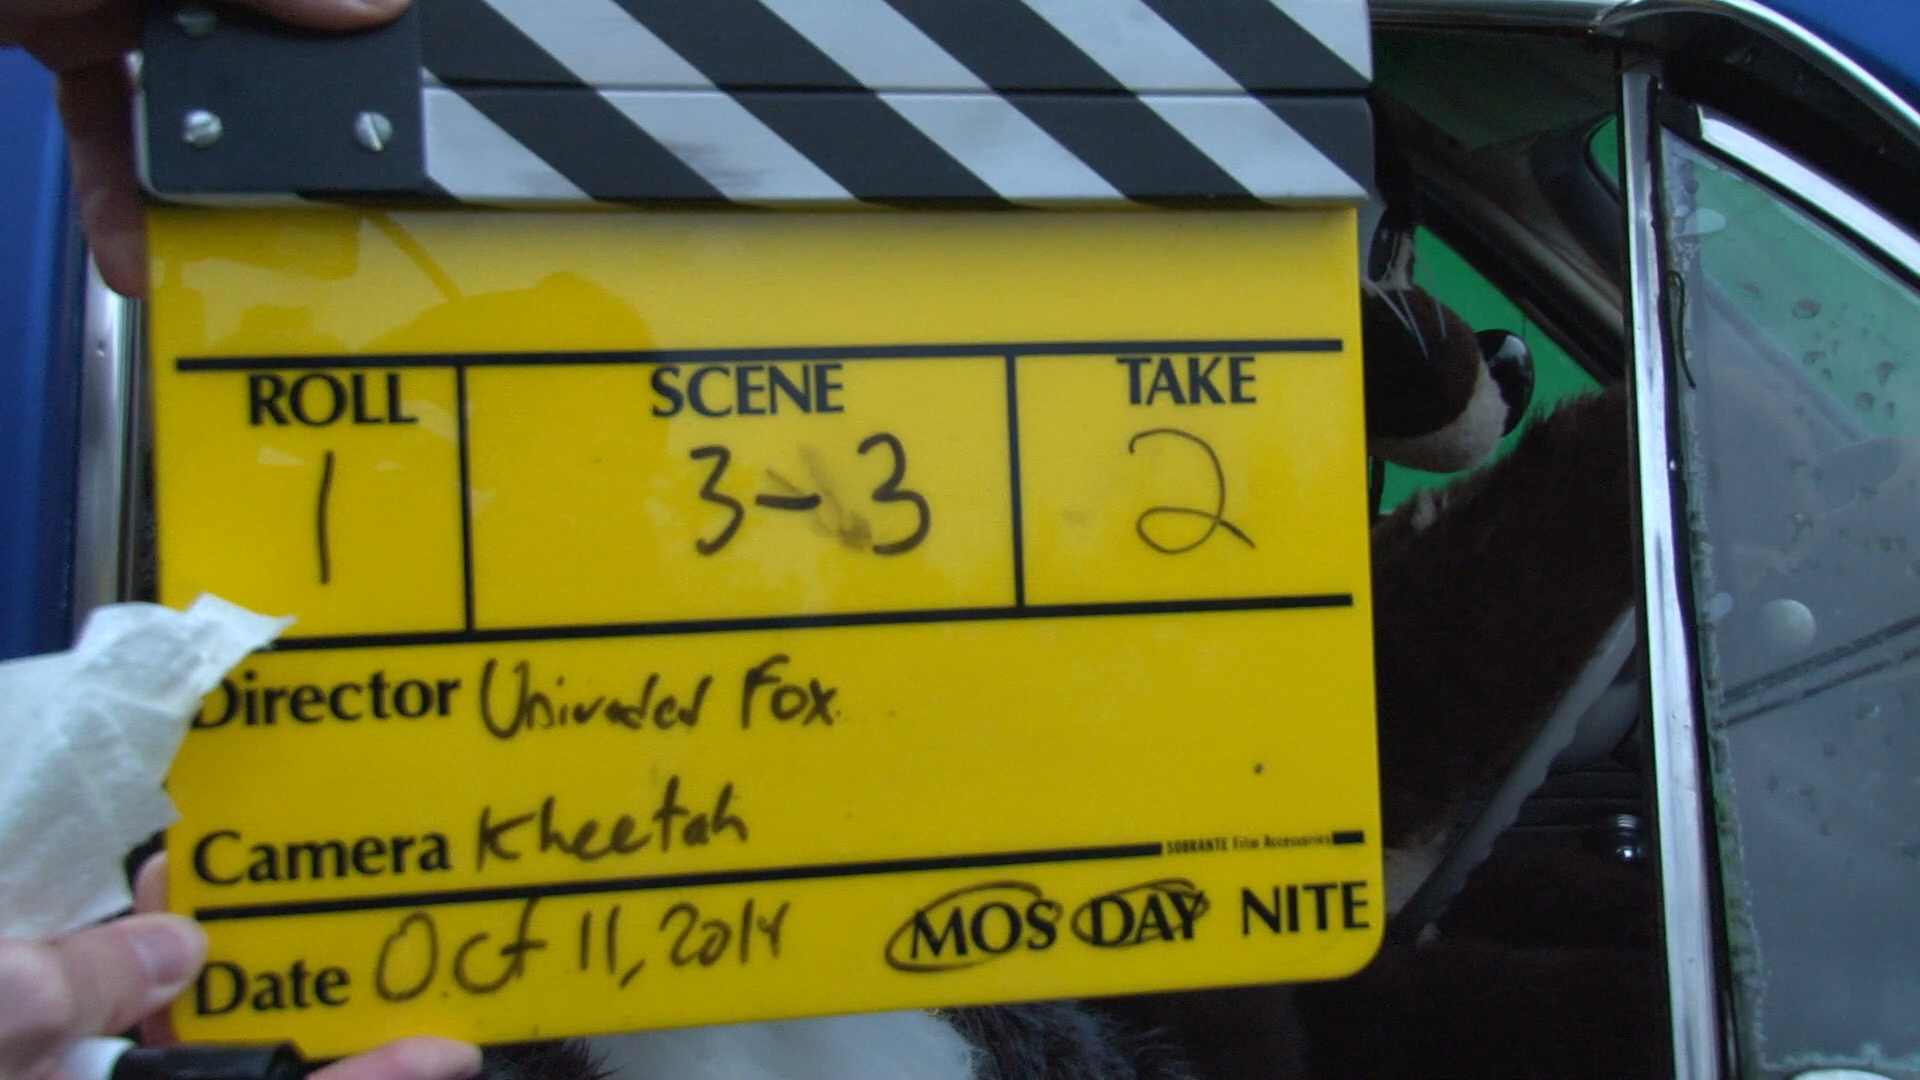 ROLL SCENE TAKE
1 3-3 2
Director Uniraded Fox
Camera Kheetah
SOBRANTE Film Accessories
Date Oct 11, 2014 MOS DAY NITE